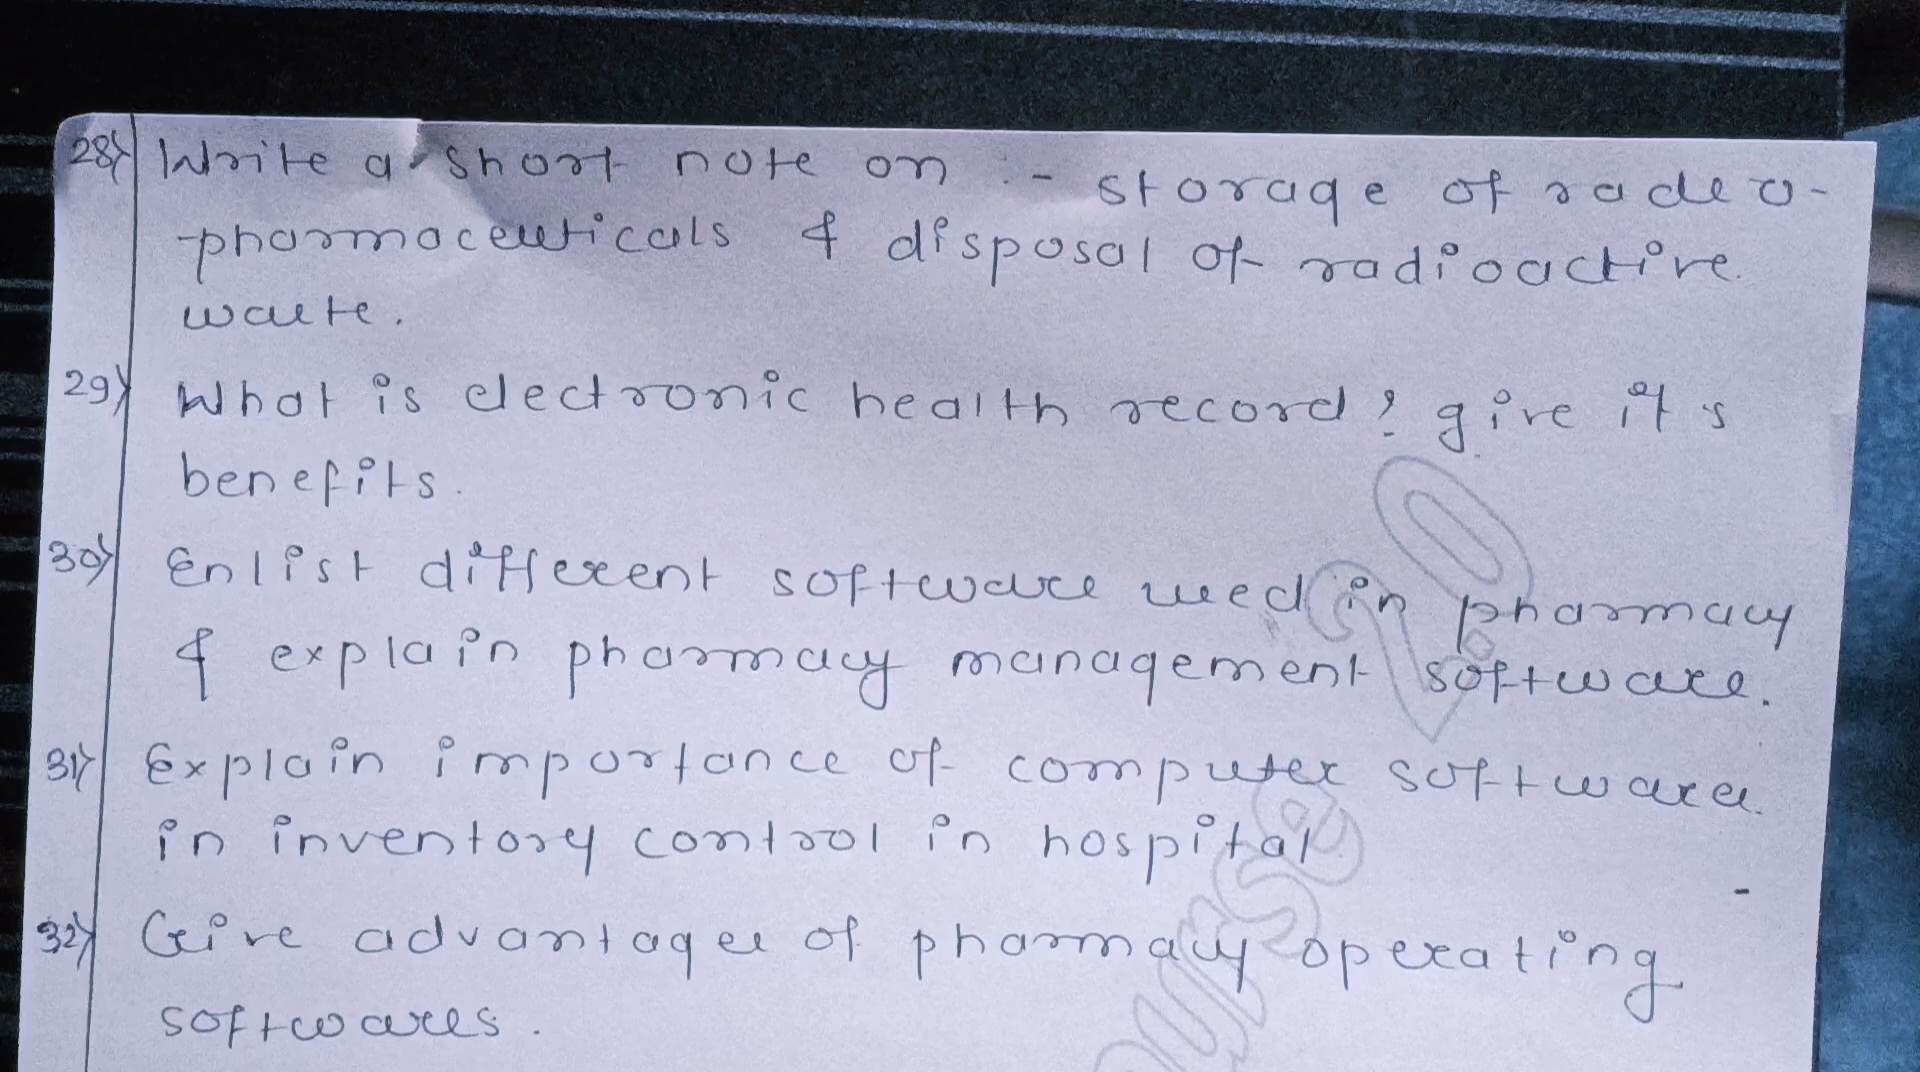 28) Write a short note on :- storage of radio-
pharmaceuticals & disposal of radioactive
waste.
29) What is electronic health record? give it's
benefits.
30) Enlist different software used in pharmacy
& explain pharmacy management software.
31) Explain importance of computer software
in inventory control in hospital.
32) Give advantages of pharmacy operating
softwares.